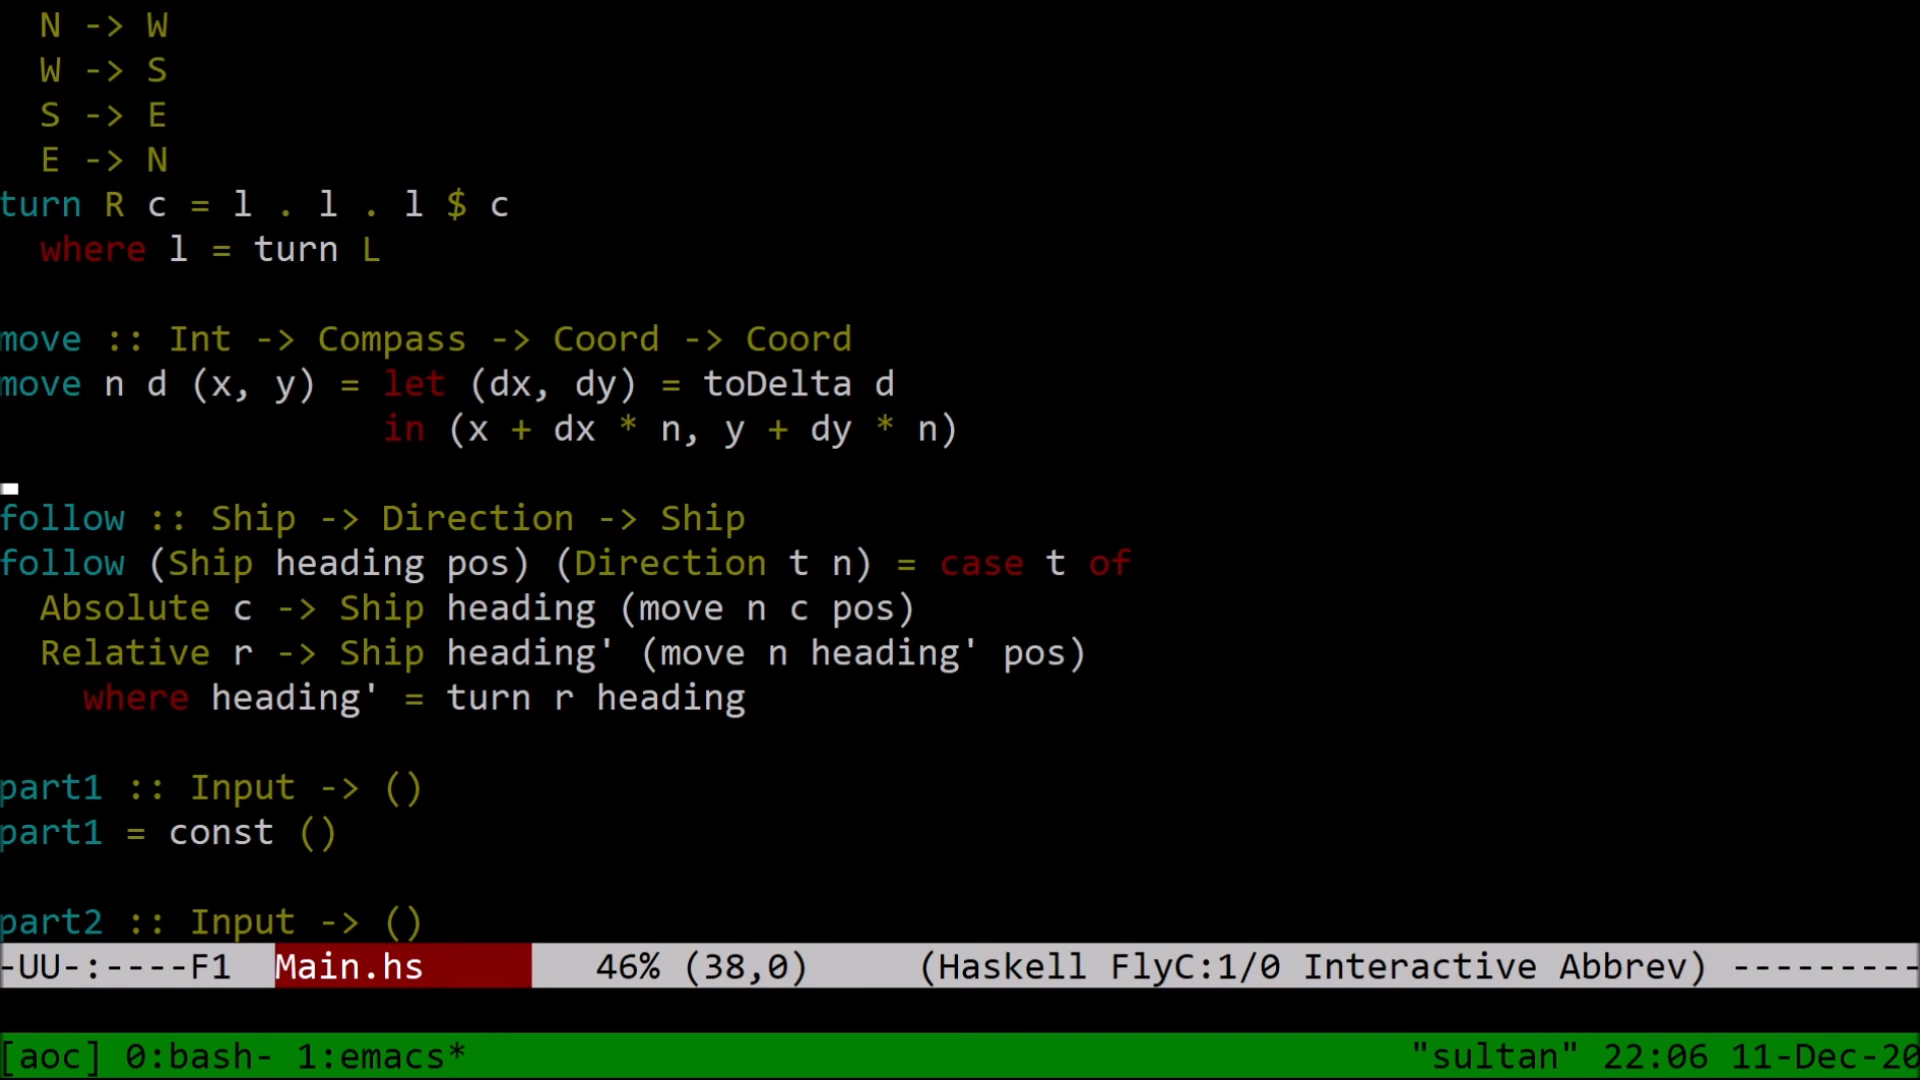 N -> W
  W -> S
  S -> E
  E -> N
turn R c = l . l . l $ c
  where l = turn L

move :: Int -> Compass -> Coord -> Coord
move n d (x, y) = let (dx, dy) = toDelta d
                  in (x + dx * n, y + dy * n)

follow :: Ship -> Direction -> Ship
follow (Ship heading pos) (Direction t n) = case t of
  Absolute c -> Ship heading (move n c pos)
  Relative r -> Ship heading' (move n heading' pos)
    where heading' = turn r heading

part1 :: Input -> ()
part1 = const ()

part2 :: Input -> ()
-UU-:----F1  Main.hs        46% (38,0)     (Haskell FlyC:1/0 Interactive Abbrev) ---------
[aoc] 0:bash- 1:emacs* "sultan" 22:06 11-Dec-20